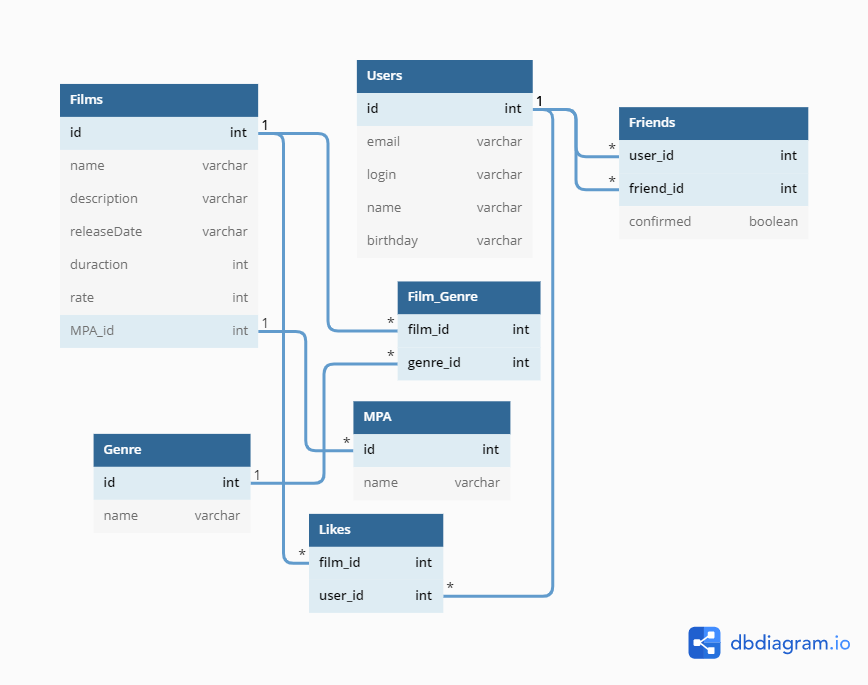 Films
id int
name varchar
description varchar
releaseDate varchar
duraction int
rate int
MPA_id int
1
1
Users
id int
email varchar
login varchar
name varchar
birthday varchar
1
Friends
* user_id int
* friend_id int
confirmed boolean
Film_Genre
* film_id int
* genre_id int
MPA
* id int
name varchar
Genre
id int
name varchar
1
Likes
* film_id int
user_id int *
dbdiagram.io